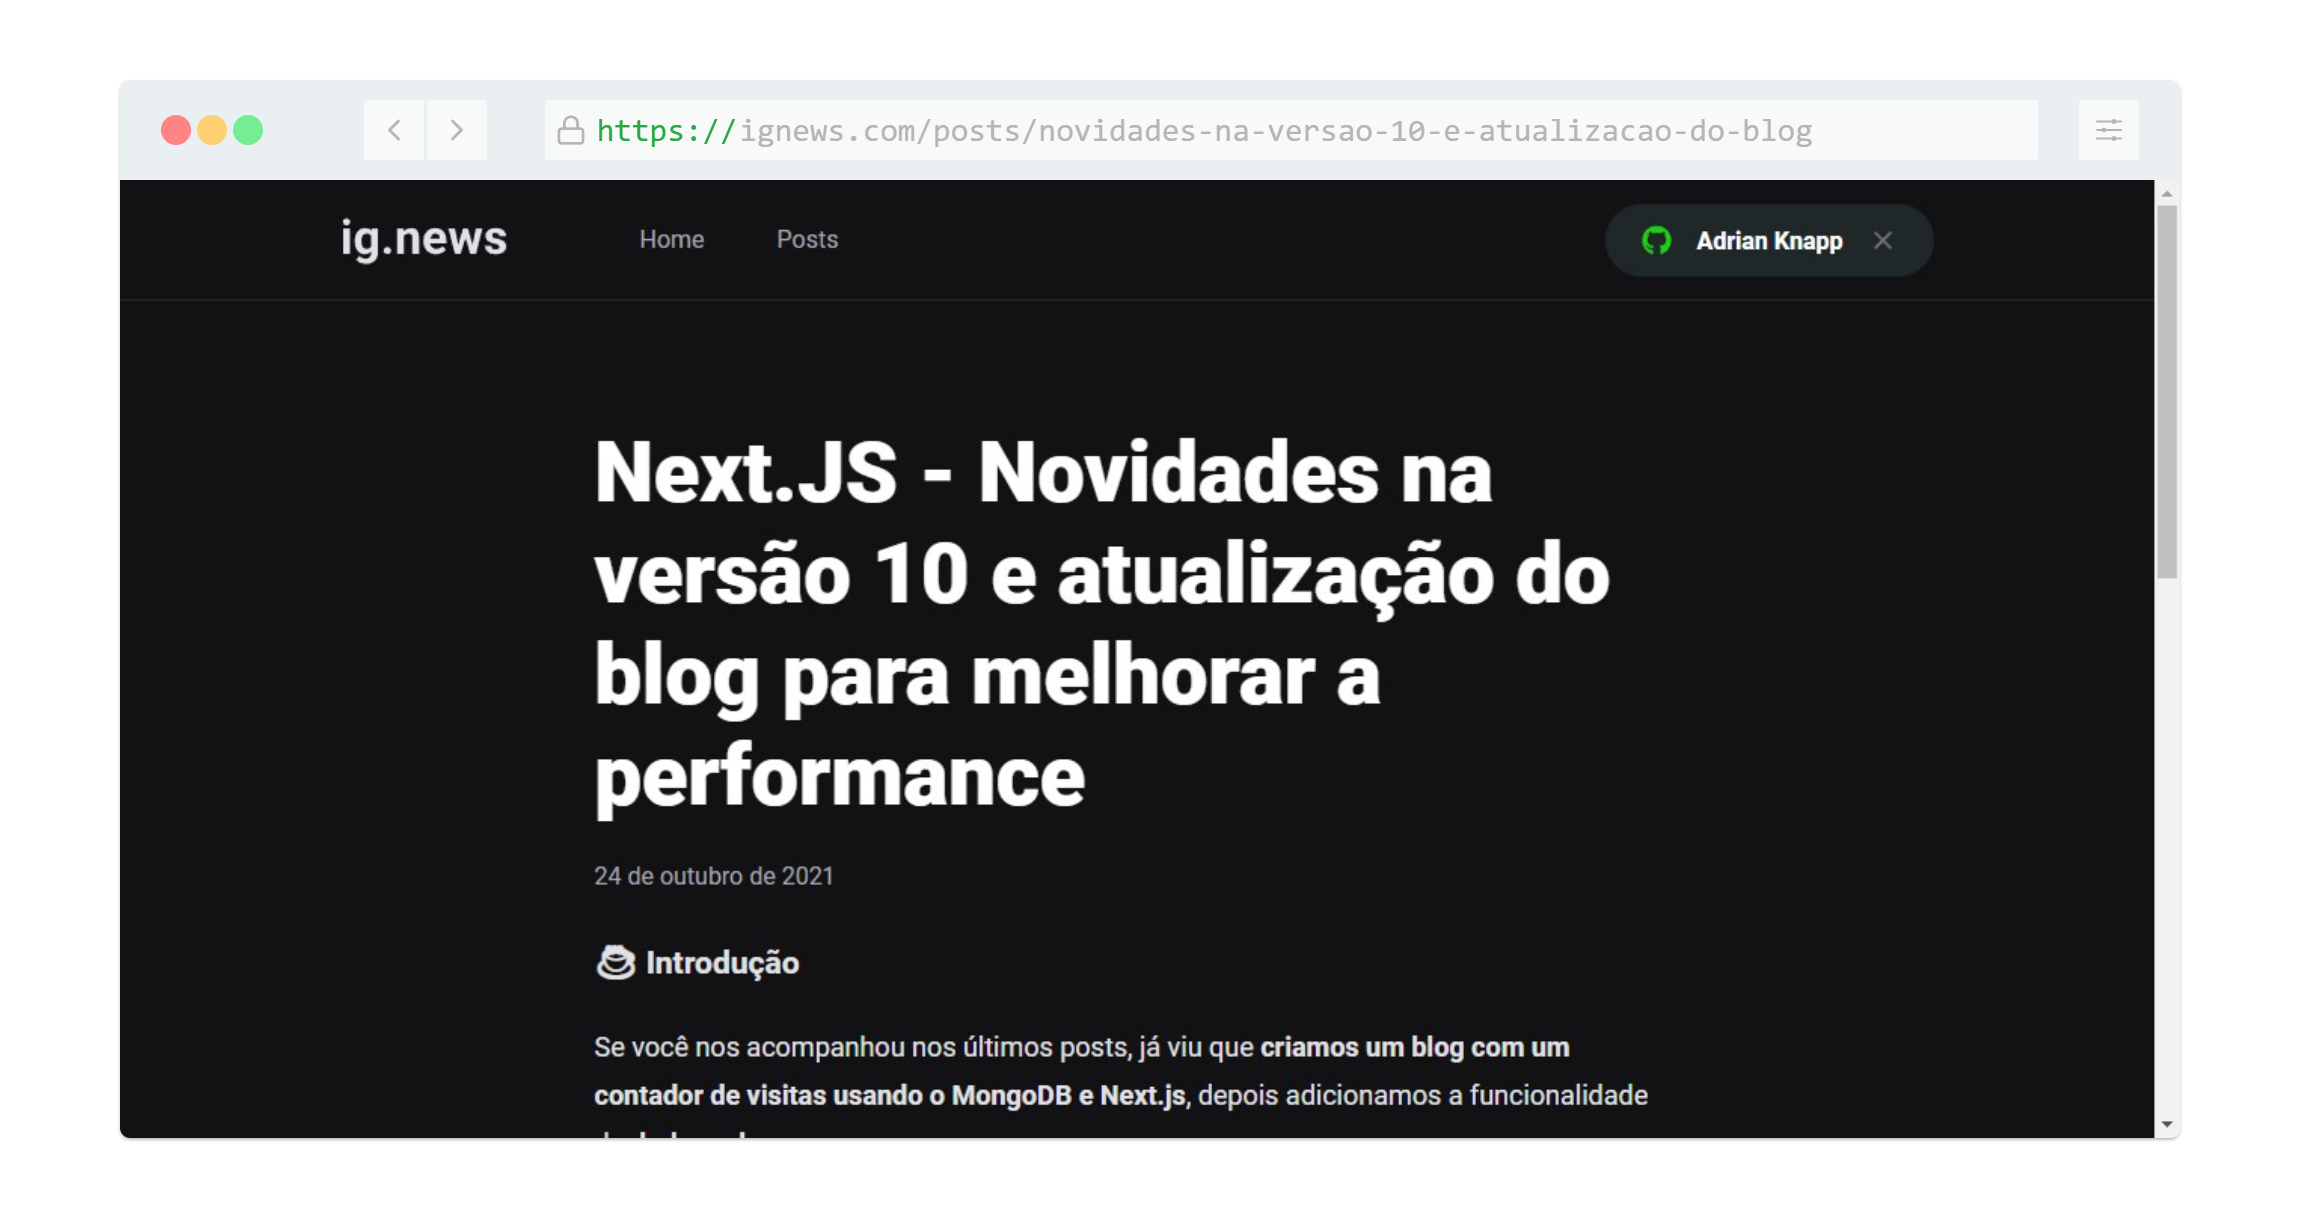 https://ignews.com/posts/novidades-na-versao-10-e-atualizacao-do-blog
ig.news
Home
Posts
Adrian Knapp
Next.JS - Novidades na
versão 10 e atualização do
blog para melhorar a
performance
24 de outubro de 2021
Introdução
Se você nos acompanhou nos últimos posts, já viu que criamos um blog com um
contador de visitas usando o MongoDB e Next.js, depois adicionamos a funcionalidade